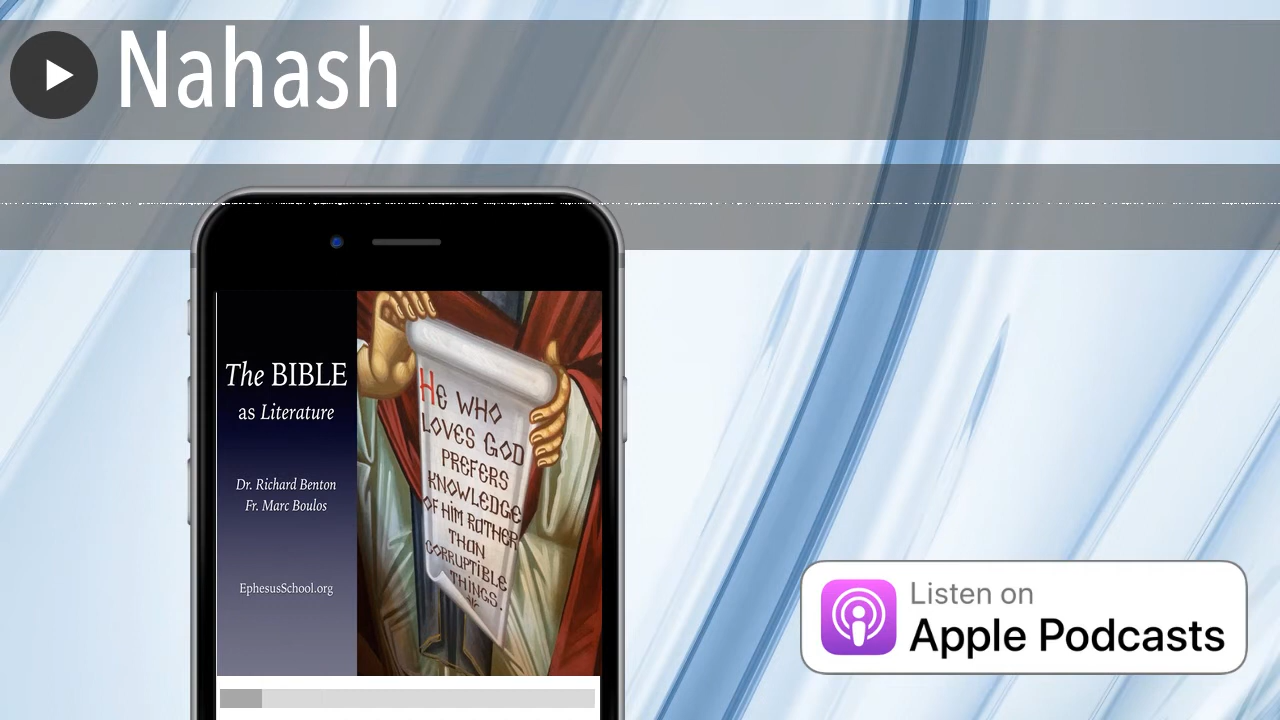 Nahash
The BIBLE
as Literature
Dr. Richard Benton
Fr. Marc Boulos
EphesusSchool.org
HE WHO
LOVES GOD
PREFERS
KNOWLEDGE
OF HIM RATHER
THAN
CORRUPTIBLE
THINGS.
Listen on
Apple Podcasts